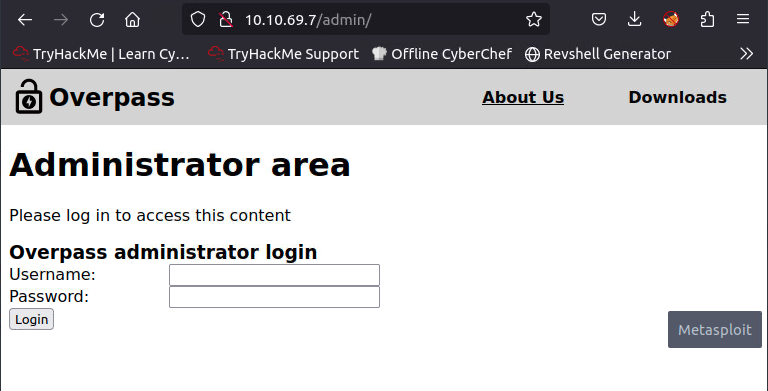 10.10.69.7/admin/
TryHackMe | Learn Cy... TryHackMe Support Offline CyberChef Revshell Generator
Overpass About Us Downloads
Administrator area
Please log in to access this content
Overpass administrator login
Username:
Password:
Login
Metasploit